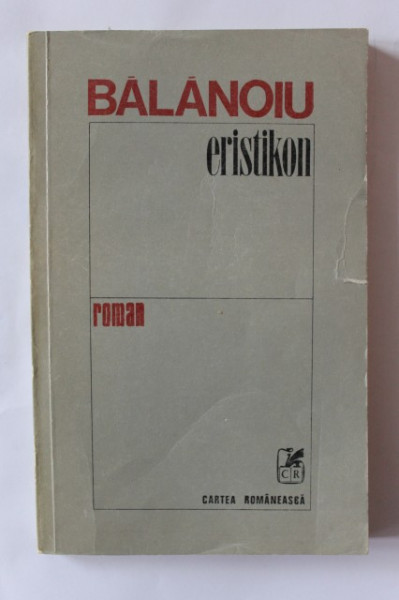 BĂLĂNOIU
eristikon
roman
CR
CARTEA ROMÂNEASCĂ